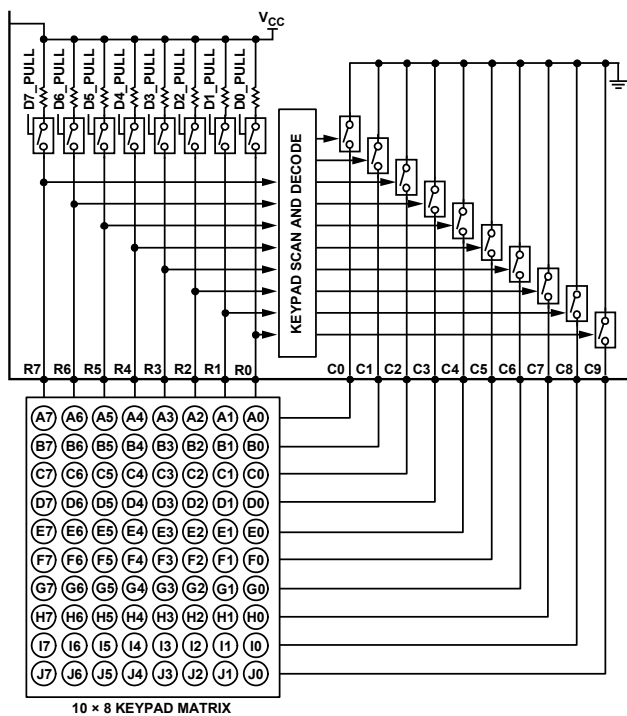 VCC
D7_PULL
D6_PULL
D5_PULL
D4_PULL
D3_PULL
D2_PULL
D1_PULL
D0_PULL
KEYPAD SCAN AND DECODE
R7 R6 R5 R4 R3 R2 R1 R0 C0 C1 C2 C3 C4 C5 C6 C7 C8 C9
A7 A6 A5 A4 A3 A2 A1 A0
B7 B6 B5 B4 B3 B2 B1 B0
C7 C6 C5 C4 C3 C2 C1 C0
D7 D6 D5 D4 D3 D2 D1 D0
E7 E6 E5 E4 E3 E2 E1 E0
F7 F6 F5 F4 F3 F2 F1 F0
G7 G6 G5 G4 G3 G2 G1 G0
H7 H6 H5 H4 H3 H2 H1 H0
I7 I6 I5 I4 I3 I2 I1 I0
J7 J6 J5 J4 J3 J2 J1 J0
10 × 8 KEYPAD MATRIX